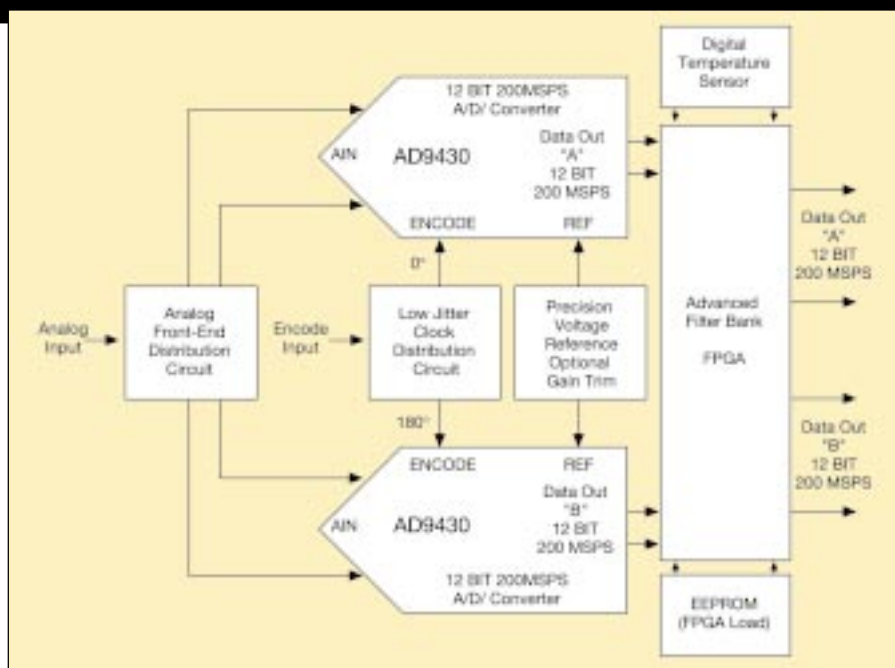 Digital
Temperature
Sensor
12 BIT 200MSPS
A/D/ Converter
AIN
AD9430
Data Out
"A"
12 BIT
200 MSPS
ENCODE
REF
0°
Data Out
"A"
12 BIT
200 MSPS
Analog
Input
Analog
Front-End
Distribution
Circuit
Encode
Input
Low Jitter
Clock
Distribution
Circuit
Precision
Voltage
Reference
Optional
Gain Trim
Advanced
Filter Bank
FPGA
180°
ENCODE
REF
AIN
AD9430
Data Out
"B"
12 BIT
200 MSPS
12 BIT 200MSPS
A/D/ Converter
Data Out
"B"
12 BIT
200 MSPS
EEPROM
(FPGA Load)